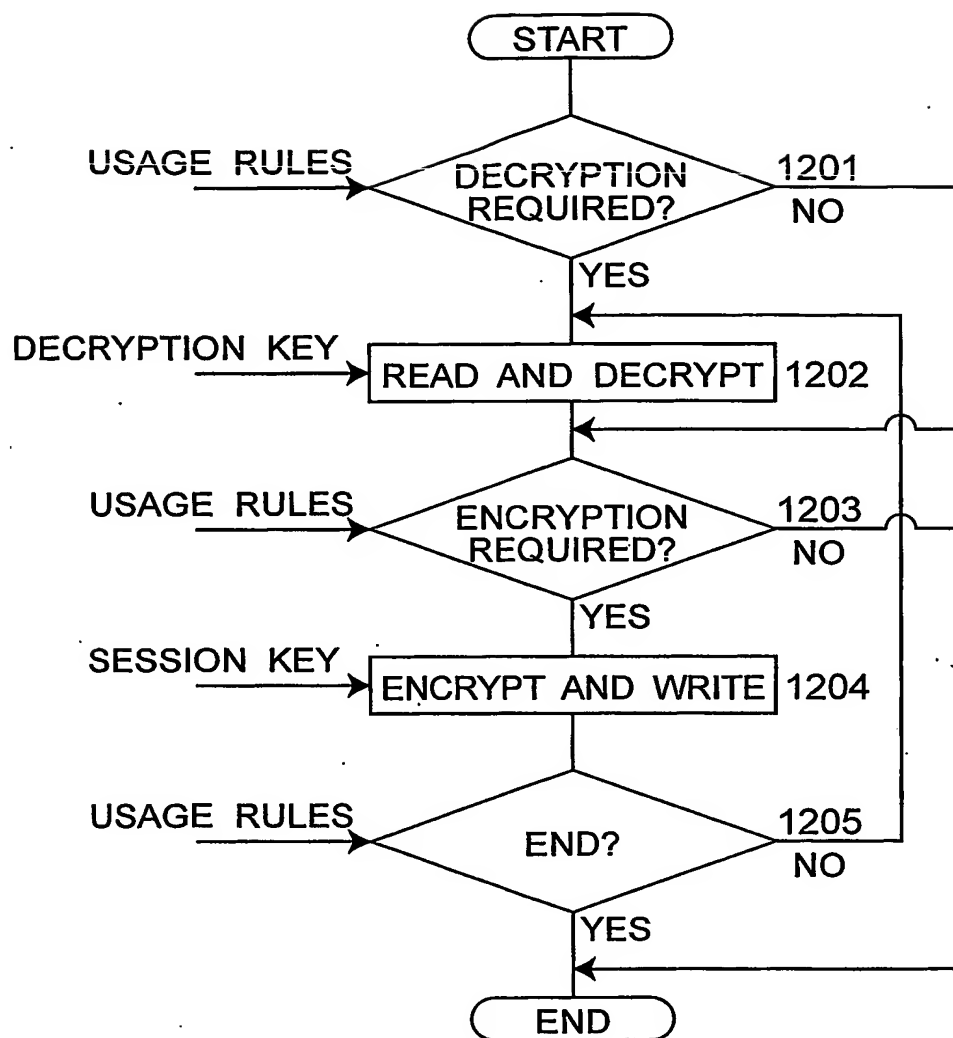 START
USAGE RULES
DECRYPTION
REQUIRED?
1201
NO
YES
DECRYPTION KEY
READ AND DECRYPT
1202
USAGE RULES
ENCRYPTION
REQUIRED?
1203
NO
YES
SESSION KEY
ENCRYPT AND WRITE
1204
USAGE RULES
END?
1205
NO
YES
END